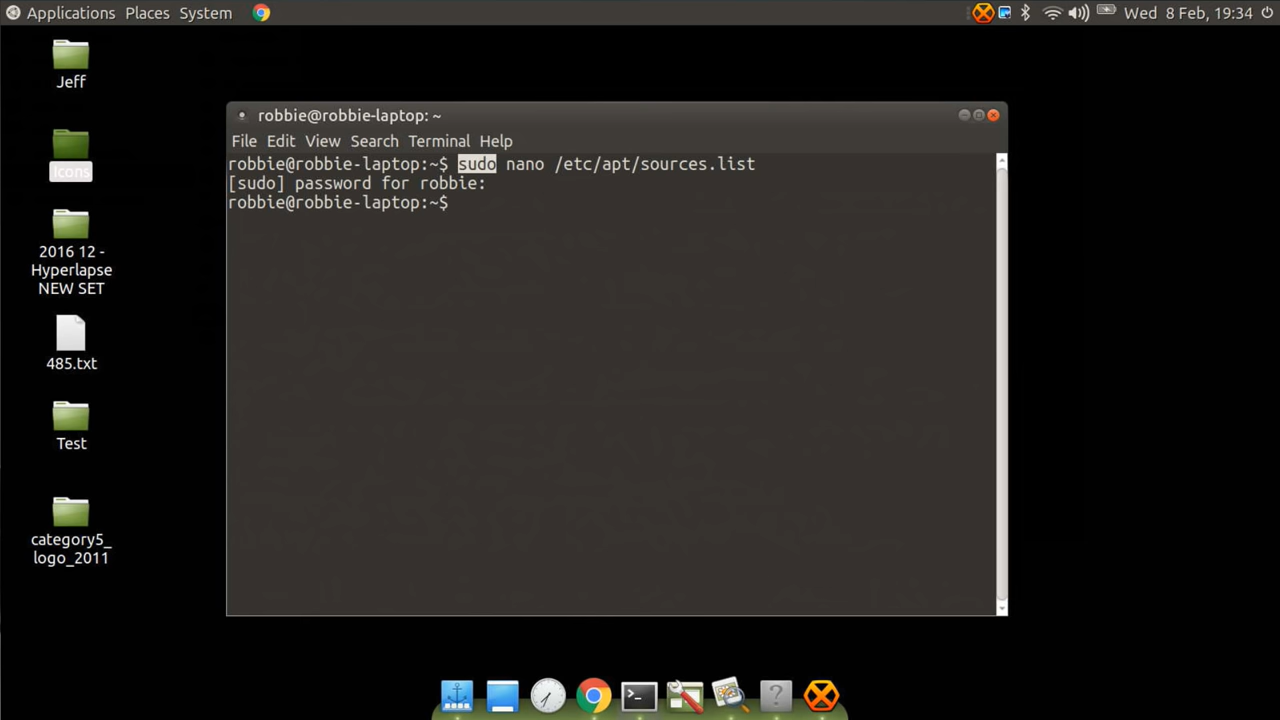 Applications Places System
Wed 8 Feb, 19:34
Jeff
Icons
2016 12 -
Hyperlapse
NEW SET
485.txt
Test
category5_
logo_2011
robbie@robbie-laptop: ~
File Edit View Search Terminal Help
robbie@robbie-laptop:~$ sudo nano /etc/apt/sources.list
[sudo] password for robbie:
robbie@robbie-laptop:~$